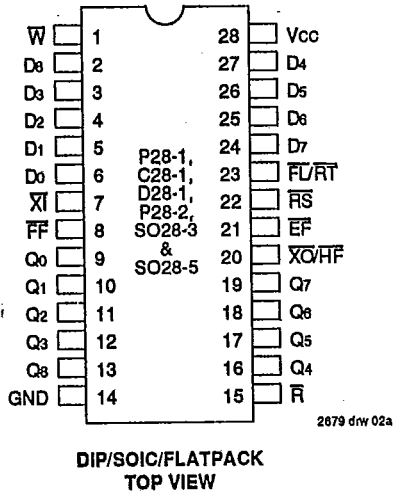 W̅ 1 28 Vcc
D8 2 27 D4
D3 3 26 D5
D2 4 25 D6
D1 5 24 D7
D0 6 23 F̅L̅/R̅T̅
X̅I̅ 7 22 R̅S̅
F̅F̅ 8 21 E̅F̅
Q0 9 20 X̅O̅/H̅F̅
Q1 10 19 Q7
Q2 11 18 Q6
Q3 12 17 Q5
Q8 13 16 Q4
GND 14 15 R̅
P28-1,
C28-1,
D28-1,
P28-2,
SO28-3
&
SO28-5
2679 drw 02a
DIP/SOIC/FLATPACK
TOP VIEW